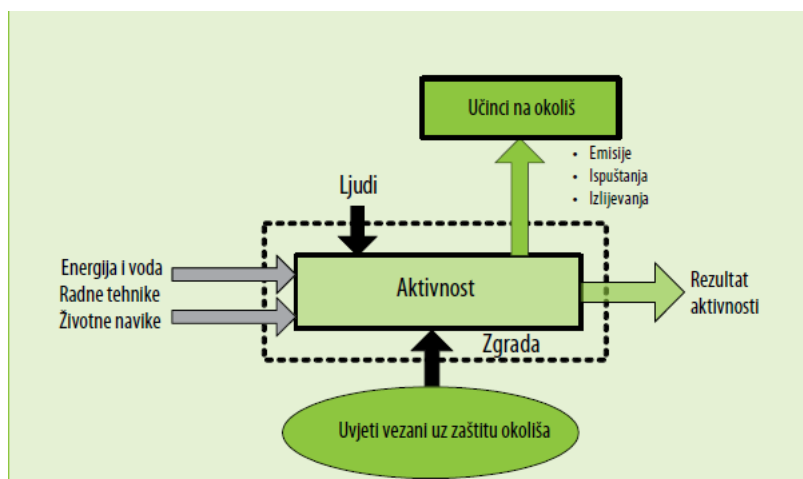 Učinci na okoliš
• Emisije
• Ispuštanja
• Izlijevanja
Ljudi
Energija i voda
Radne tehnike
Životne navike
Aktivnost
Rezultat
aktivnosti
Zgrada
Uvjeti vezani uz zaštitu okoliša